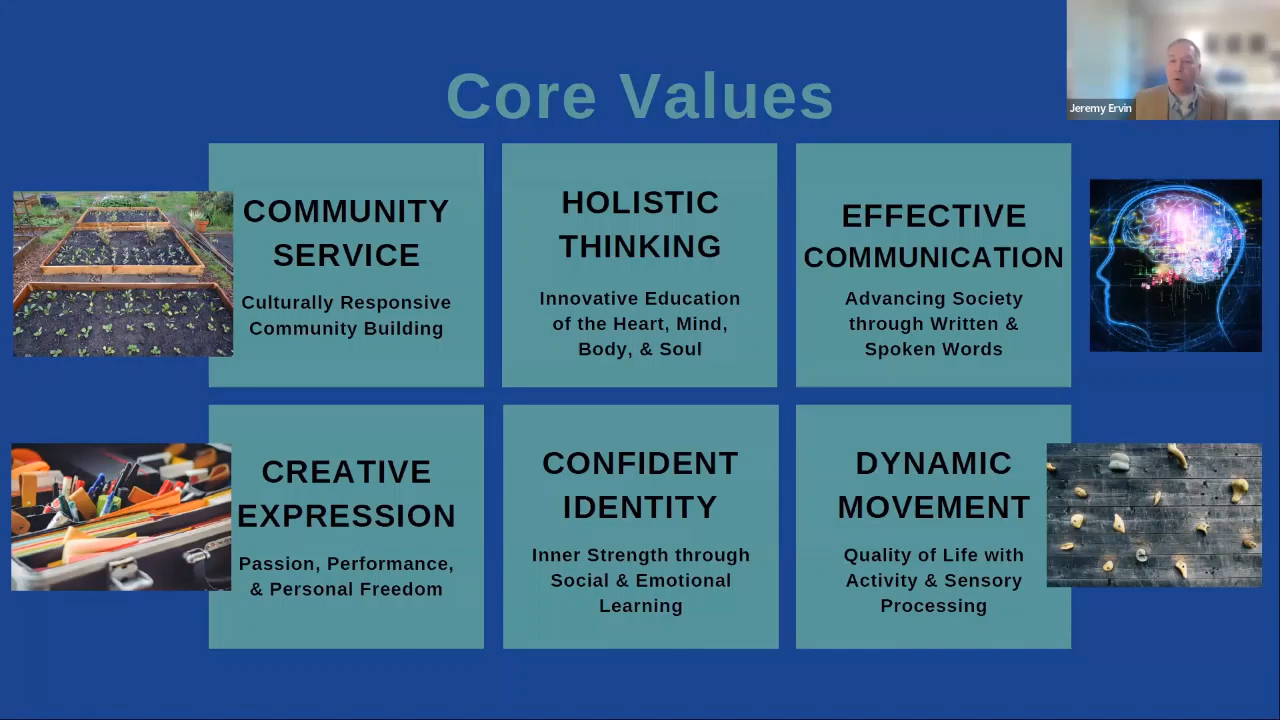 Core Values
Jeremy Ervin
COMMUNITY
SERVICE
Culturally Responsive
Community Building
HOLISTIC
THINKING
Innovative Education
of the Heart, Mind,
Body, & Soul
EFFECTIVE
COMMUNICATION
Advancing Society
through Written &
Spoken Words
CREATIVE
EXPRESSION
Passion, Performance,
& Personal Freedom
CONFIDENT
IDENTITY
Inner Strength through
Social & Emotional
Learning
DYNAMIC
MOVEMENT
Quality of Life with
Activity & Sensory
Processing